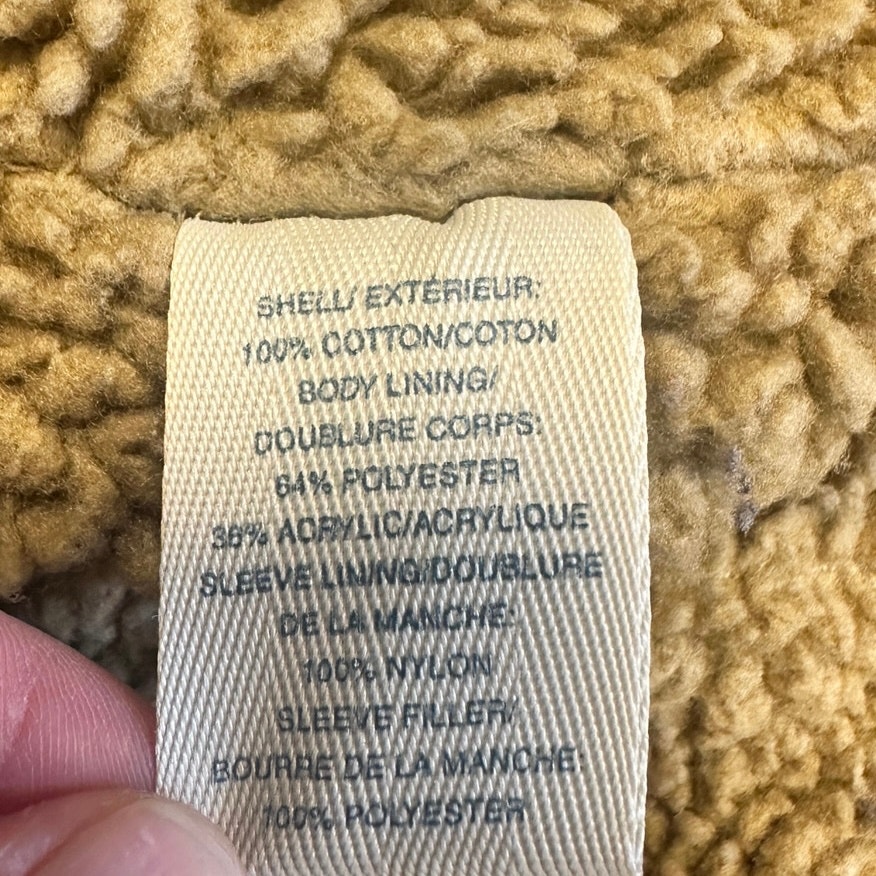 SHELL/ EXTÉRIEUR:
100% COTTON/COTON
BODY LINING/
DOUBLURE CORPS:
64% POLYESTER
36% ACRYLIC/ACRYLIQUE
SLEEVE LINING/DOUBLURE
DE LA MANCHE:
100% NYLON
SLEEVE FILLER/
BOURRE DE LA MANCHE:
100% POLYESTER